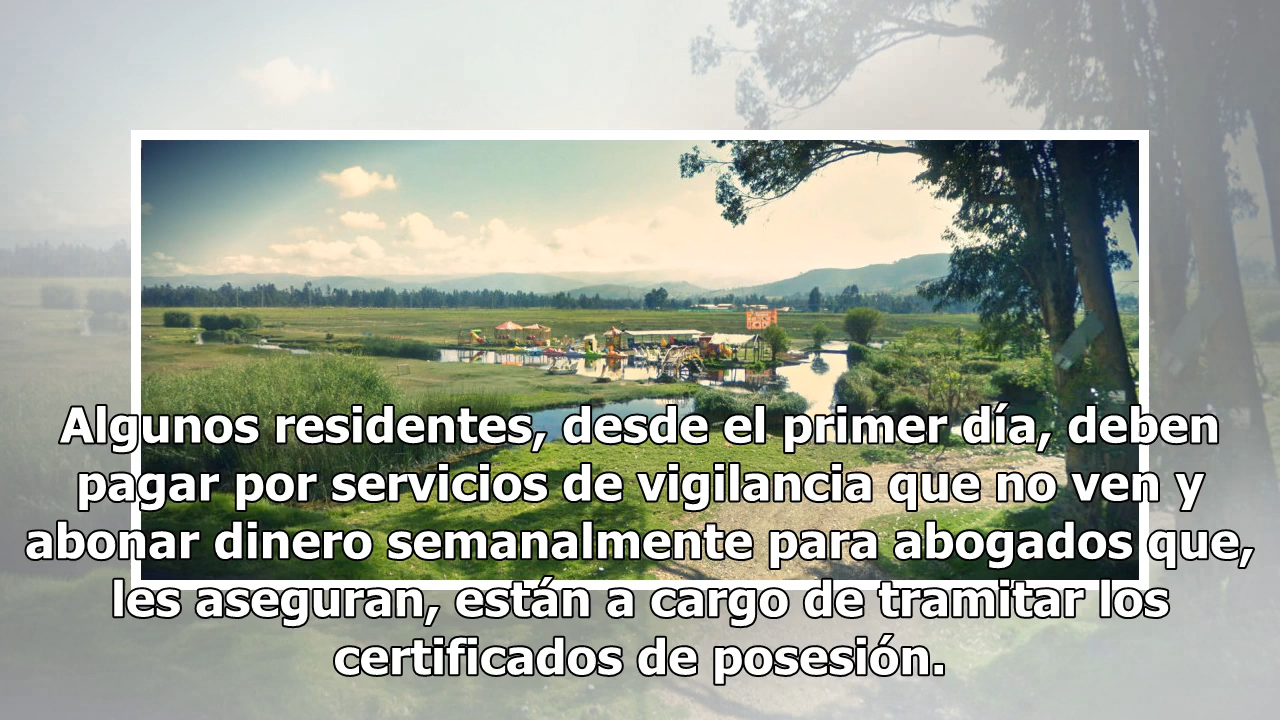 Algunos residentes, desde el primer día, deben
pagar por servicios de vigilancia que no ven y
abonar dinero semanalmente para abogados que,
les aseguran, están a cargo de tramitar los
certificados de posesión.